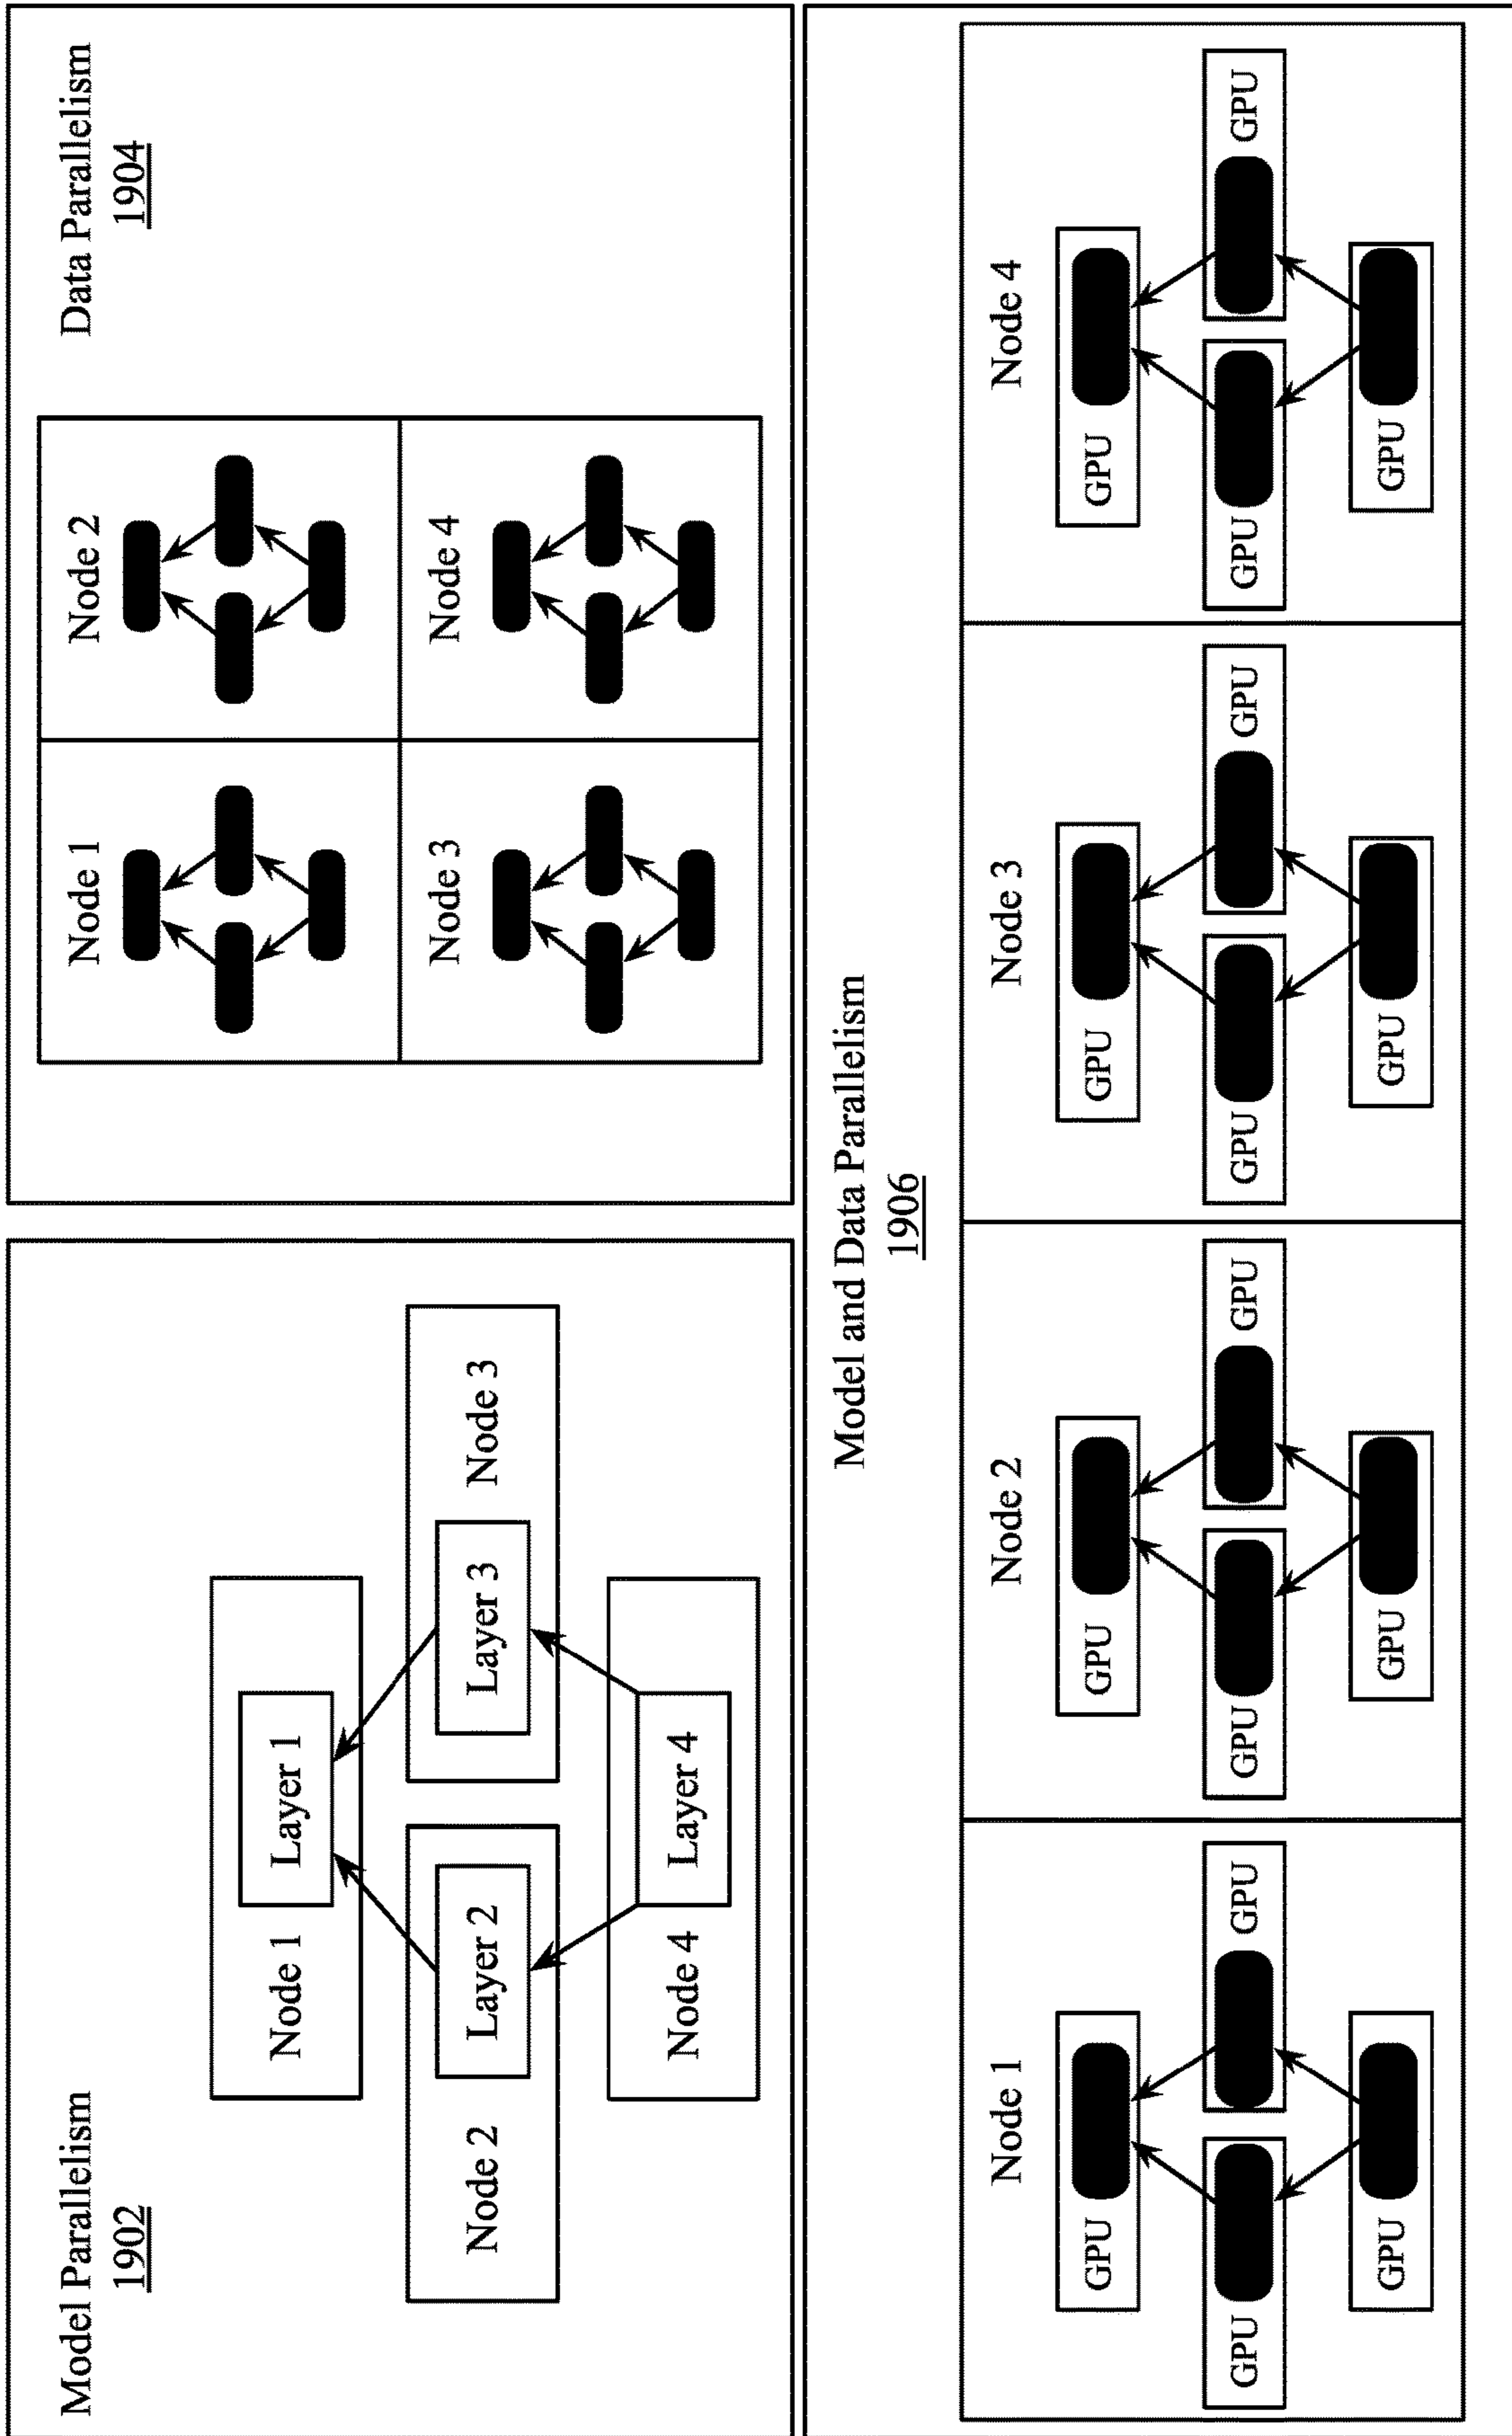 Model Parallelism
1902
Node 1
Layer 1
Node 2
Layer 2
Layer 3
Node 3
Node 4
Layer 4
Data Parallelism
1904
Node 1
Node 2
Node 3
Node 4
Model and Data Parallelism
1906
Node 1
GPU
GPU
GPU
GPU
Node 2
GPU
GPU
GPU
GPU
Node 3
GPU
GPU
GPU
GPU
Node 4
GPU
GPU
GPU
GPU